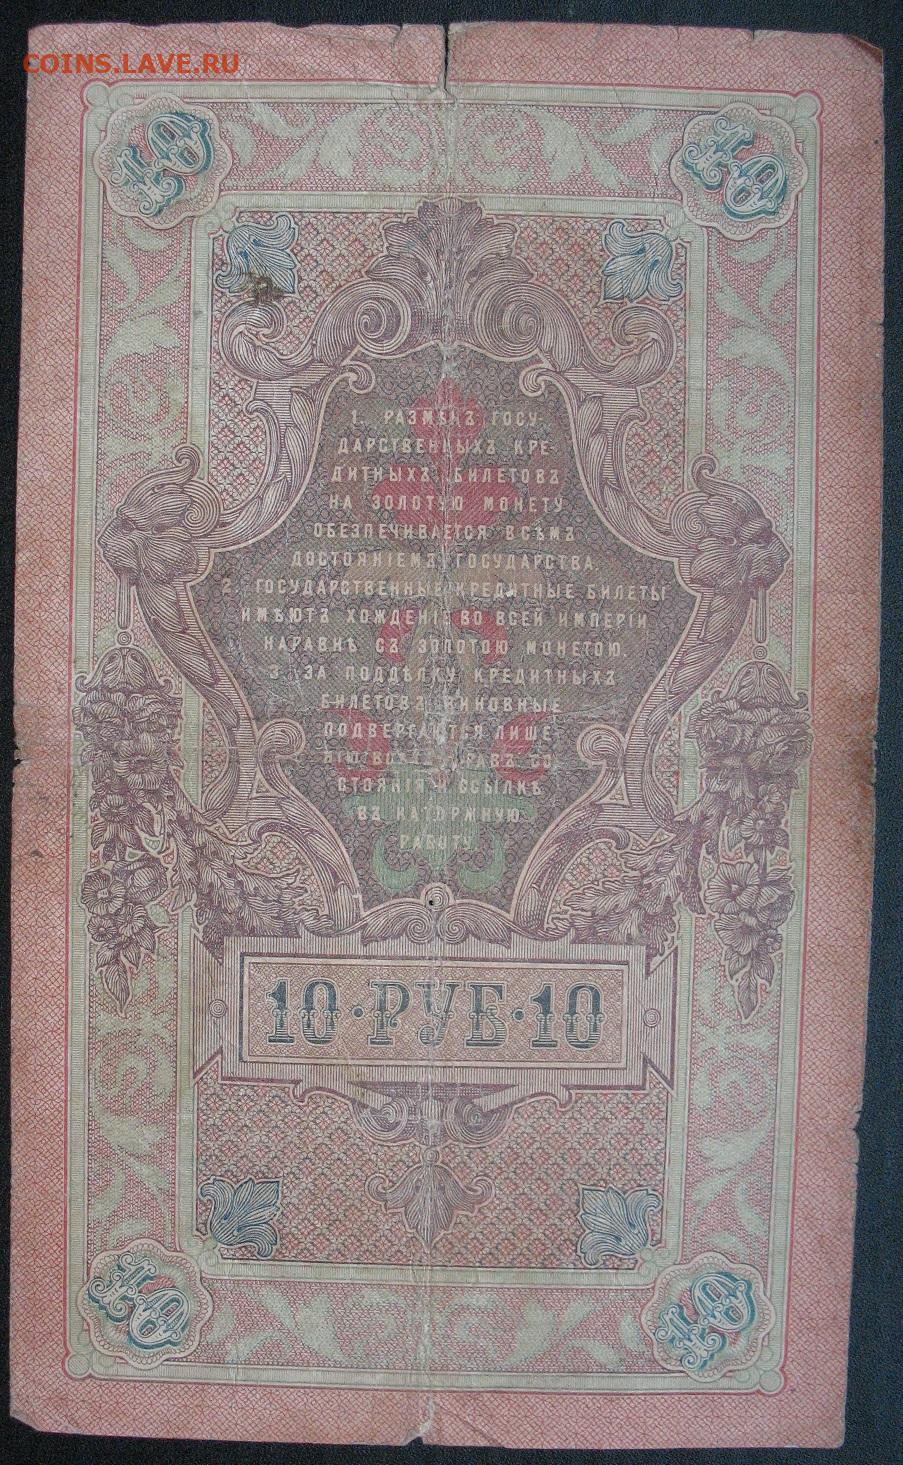 COINS.LAVE.RU
10
10
1. РАЗМѢНЪ ГОСУ-
ДАРСТВЕННЫХЪ КРЕ-
ДИТНЫХЪ БИЛЕТОВЪ
НА ЗОЛОТУЮ МОНЕТУ
ОБЕЗПЕЧИВАЕТСЯ ВСѢМЪ
ДОСТОЯНІЕМЪ ГОСУДАРСТВА.
2. ГОСУДАРСТВЕННЫЕ КРЕДИТНЫЕ БИЛЕТЫ
ИМѢЮТЪ ХОЖДЕНІЕ ВО ВСЕЙ ИМПЕРІИ
НАРАВНѢ СЪ ЗОЛОТОЮ МОНЕТОЮ.
3. ЗА ПОДДѢЛКУ КРЕДИТНЫХЪ
БИЛЕТОВЪ ВИНОВНЫЕ
ПОДВЕРГАЮТСЯ ЛИШЕ-
НІЮ ВСѢХЪ ПРАВЪ СО-
СТОЯНІЯ И ССЫЛКѢ
ВЪ КАТОРЖНУЮ
РАБОТУ.
10·РУБ·10
10
10